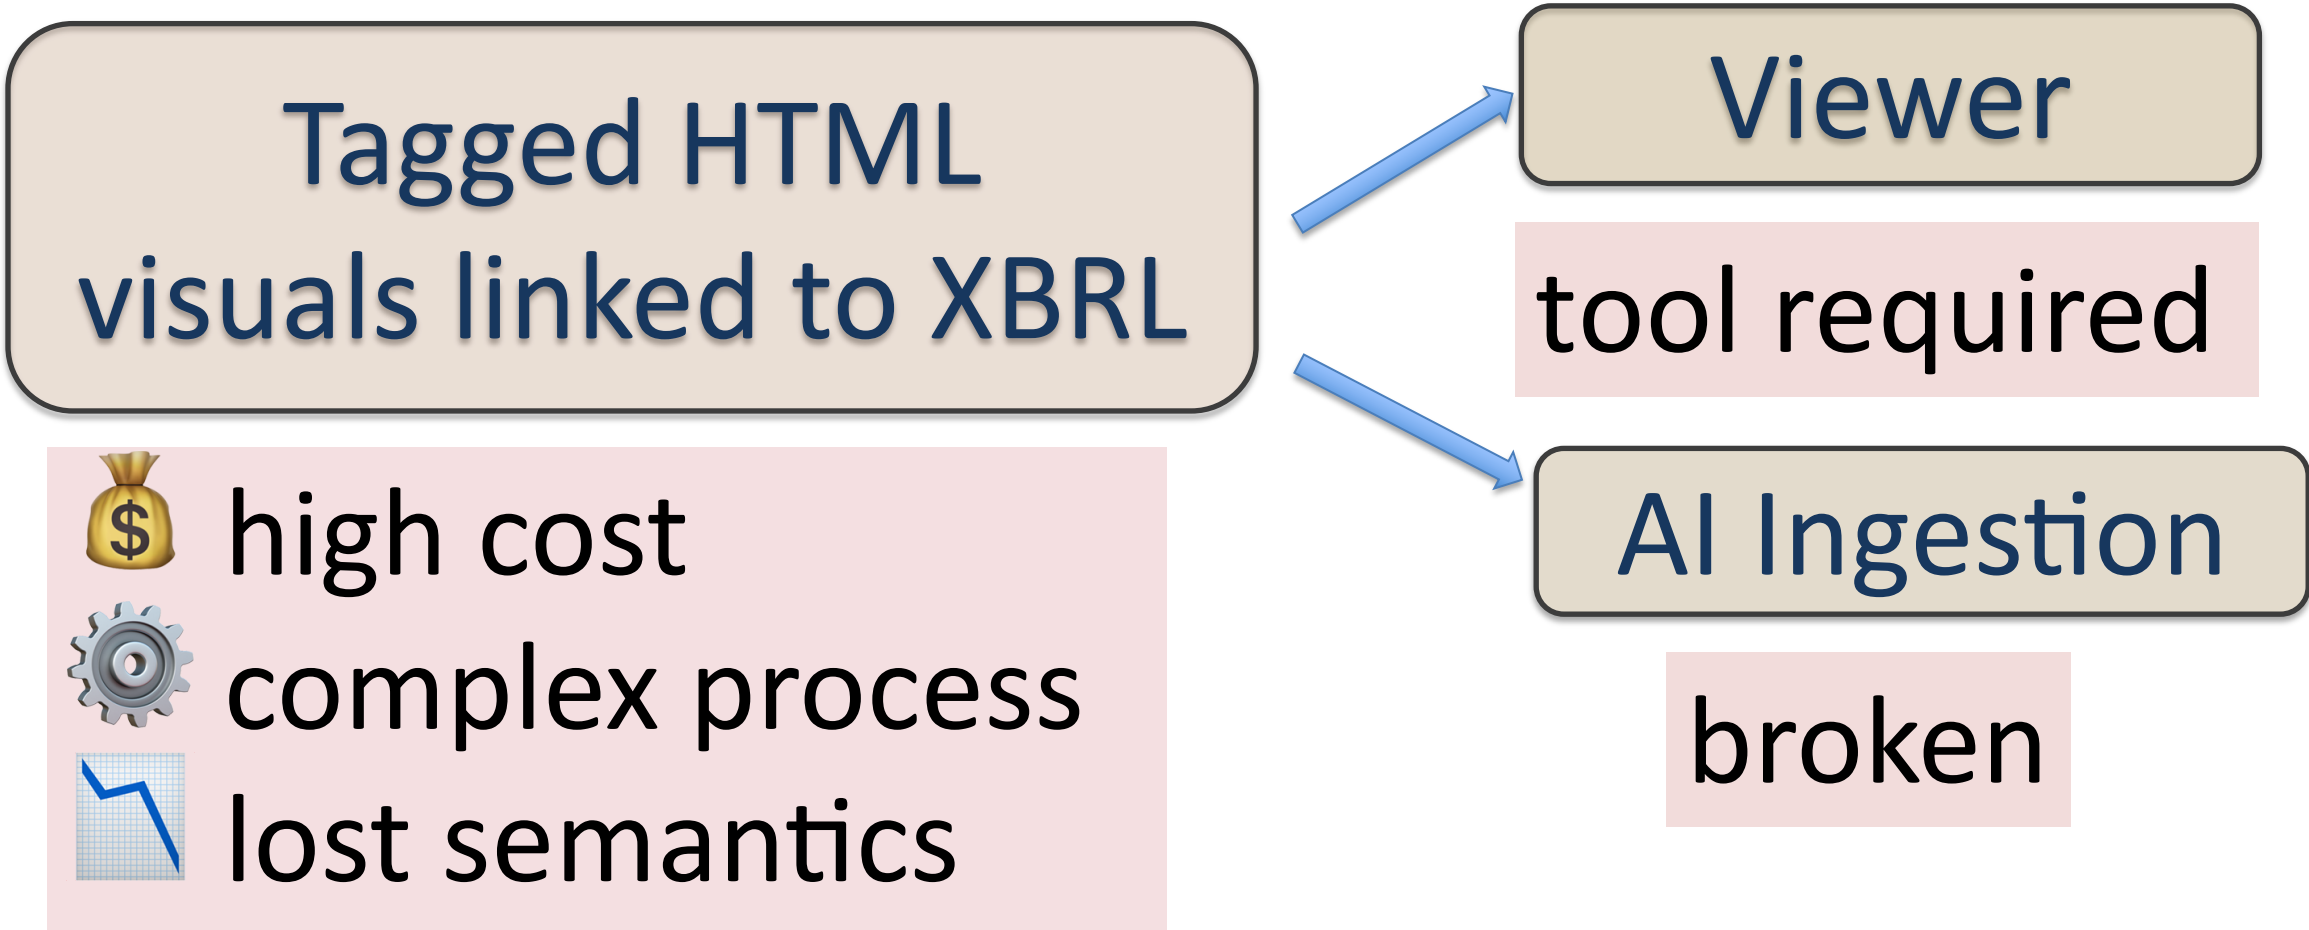 Tagged HTML
visuals linked to XBRL
Viewer
tool required
AI Ingestion
broken
$ high cost
complex process
lost semantics